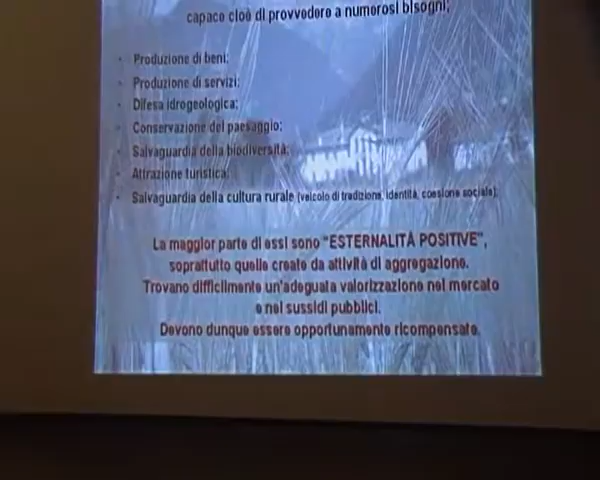 capace cioè di provvedere a numerosi bisogni;
• Produzione di beni;
• Produzione di servizi;
• Difesa idrogeologica;
• Conservazione del paesaggio;
• Salvaguardia della biodiversità;
• Attrazione turistica;
• Salvaguardia della cultura rurale (veicolo di tradizione, identità, coesione sociale);
La maggior parte di essi sono "ESTERNALITÀ POSITIVE",
soprattutto quelle create da attività di aggregazione.
Trovano difficilmente un'adeguata valorizzazione nel mercato
e nei sussidi pubblici.
Devono dunque essere opportunamente ricompensate.